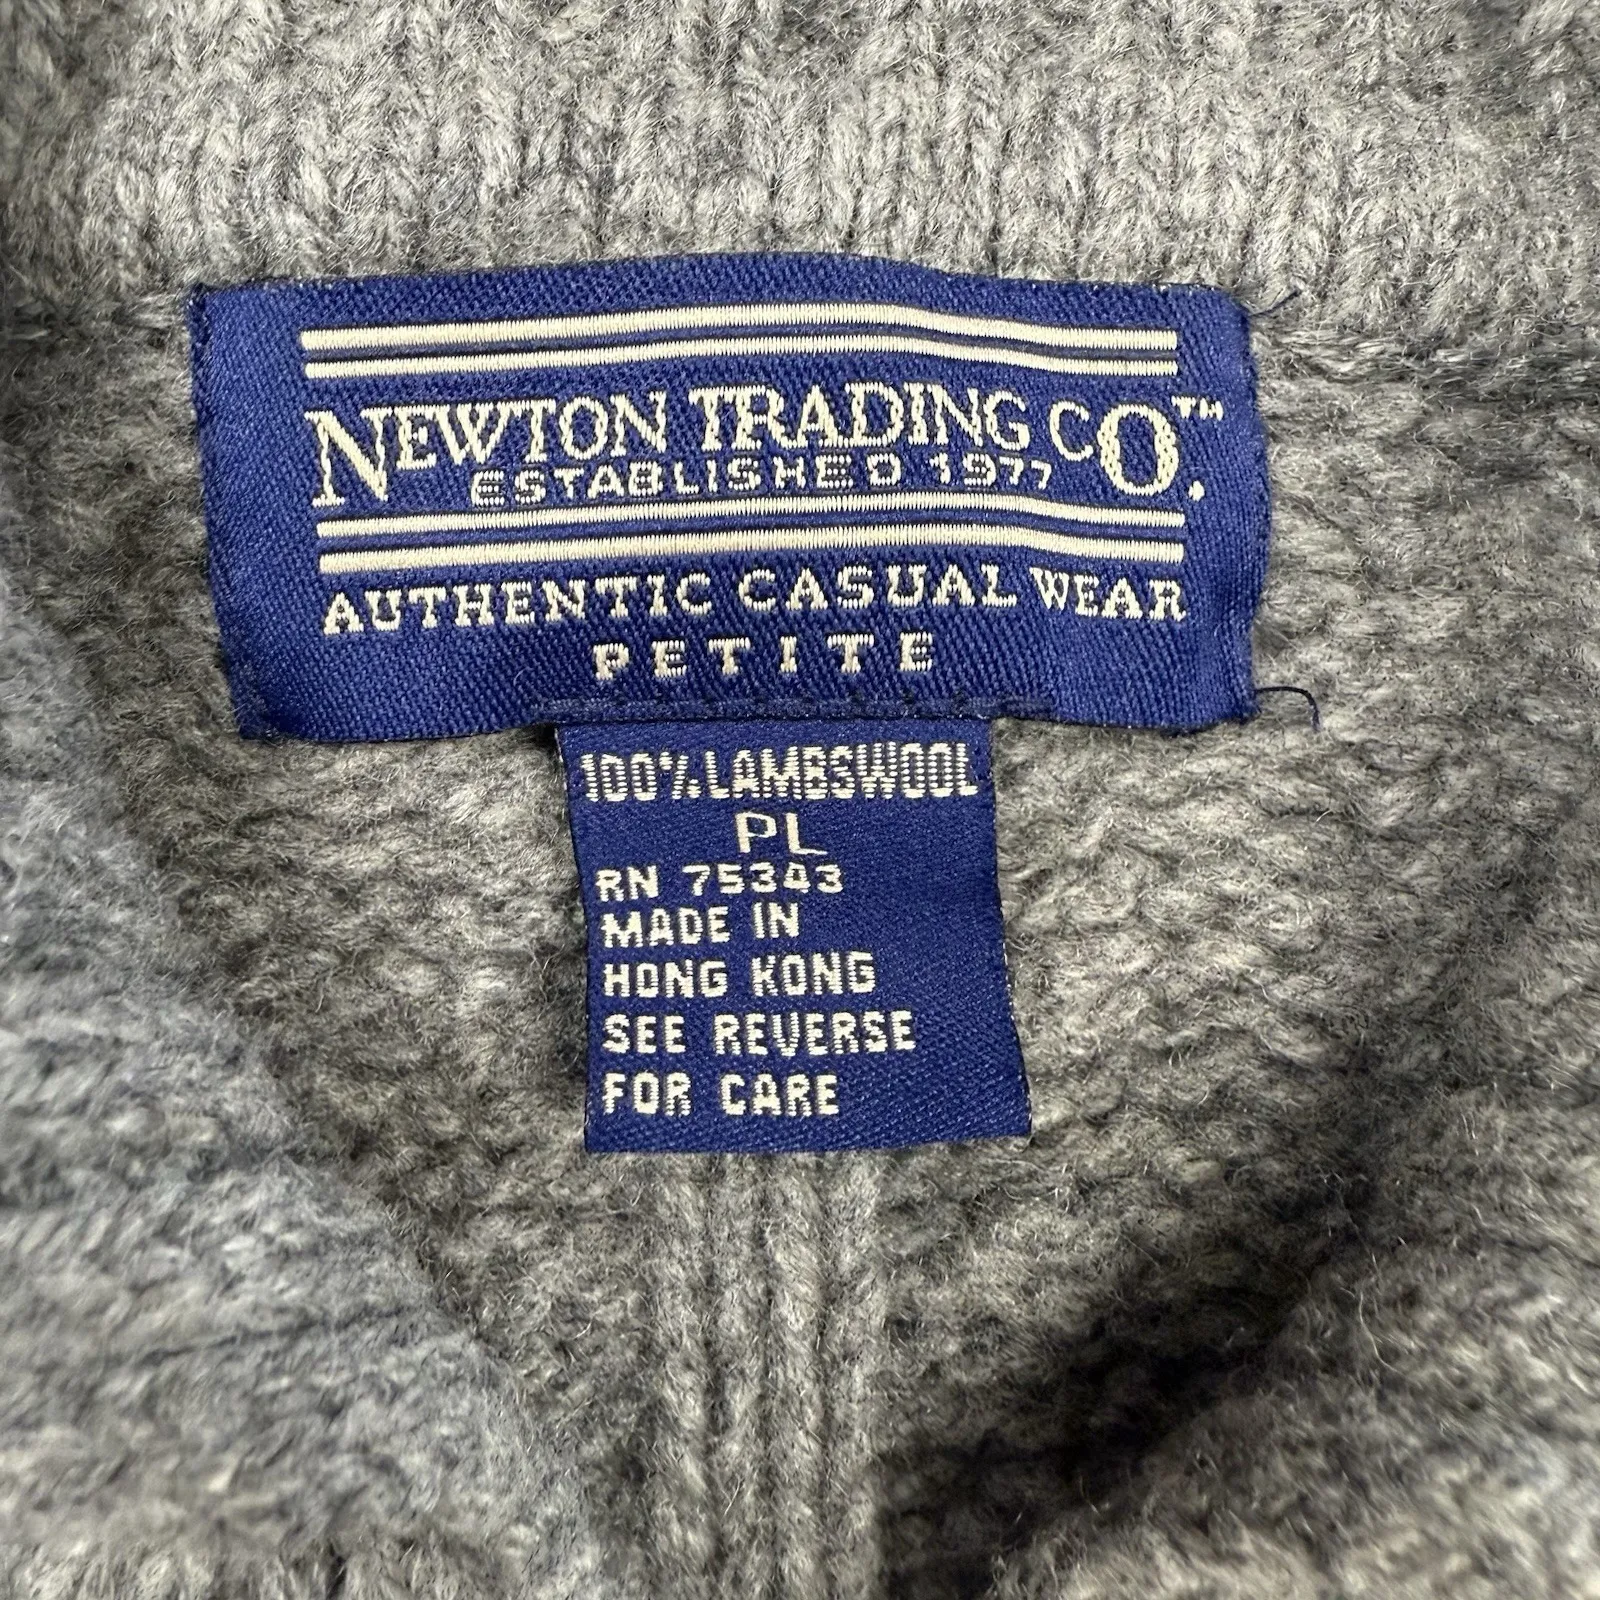 NEWTON TRADING CO.™
ESTABLISHED 1977
AUTHENTIC CASUAL WEAR
PETITE
100% LAMBSWOOL
PL
RN 75343
MADE IN
HONG KONG
SEE REVERSE
FOR CARE